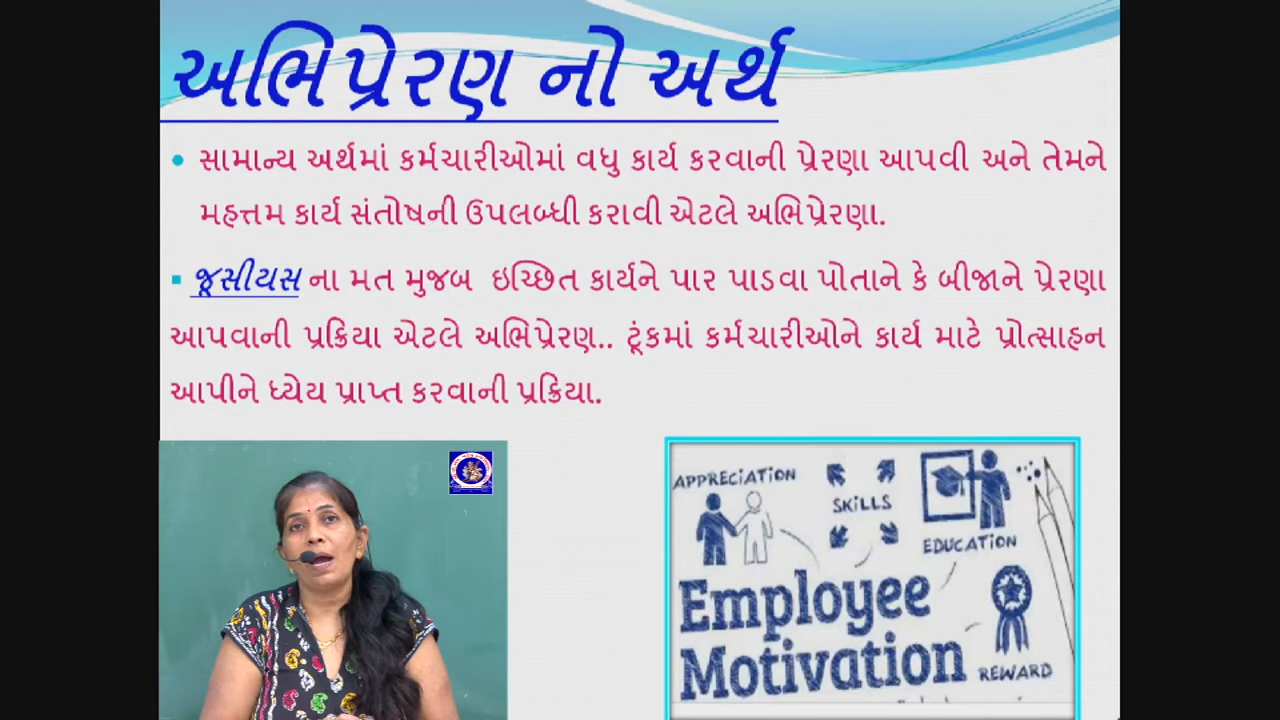 અભિપ્રેરણ નો અર્થ
સામાન્ય અર્થમાં કર્મચારીઓમાં વધુ કાર્ય કરવાની પ્રેરણા આપવી અને તેમને
મહત્તમ કાર્ય સંતોષની ઉપલબ્ધી કરાવી એટલે અભિપ્રેરણા.
જૂસીયસ ના મત મુજબ ઇચ્છિત કાર્યને પાર પાડવા પોતાને કે બીજાને પ્રેરણા
આપવાની પ્રક્રિયા એટલે અભિપ્રેરણ.. ટૂંકમાં કર્મચારીઓને કાર્ય માટે પ્રોત્સાહન
આપીને ધ્યેય પ્રાપ્ત કરવાની પ્રક્રિયા.
APPRECIATION
SKILLS
EDUCATION
Employee
Motivation
REWARD